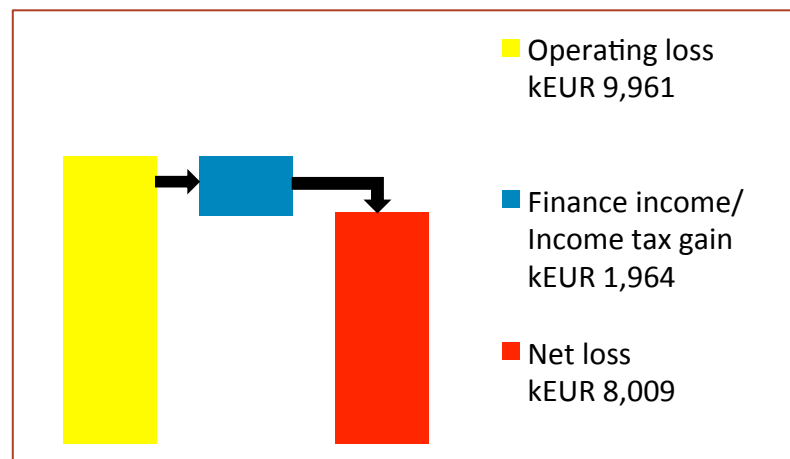 Operating loss
kEUR 9,961
Finance income/
Income tax gain
kEUR 1,964
Net loss
kEUR 8,009